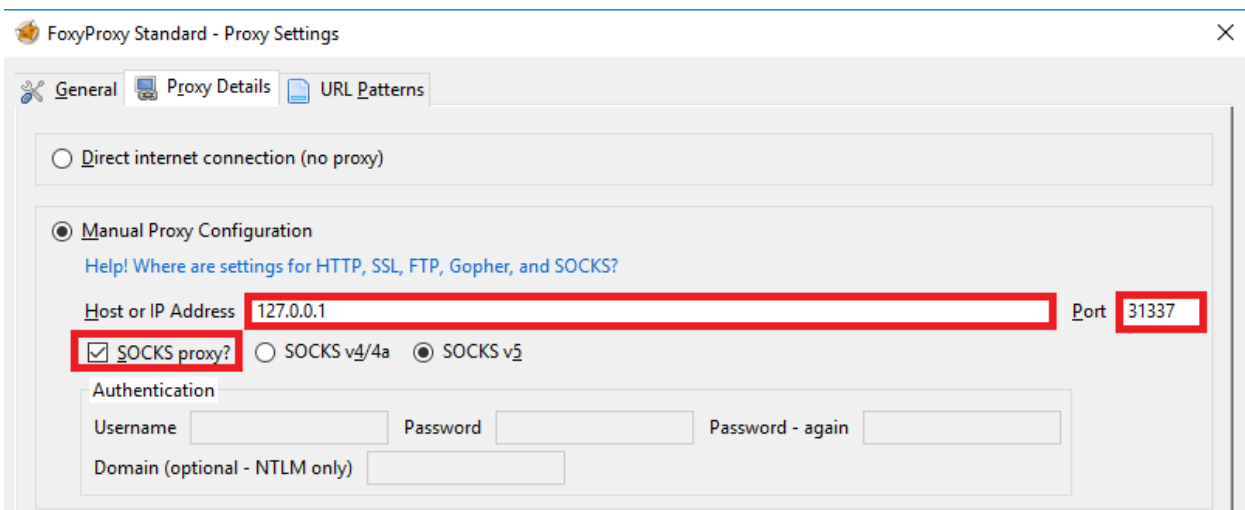 FoxyProxy Standard - Proxy Settings
General Proxy Details URL Patterns
Direct internet connection (no proxy)
Manual Proxy Configuration
Help! Where are settings for HTTP, SSL, FTP, Gopher, and SOCKS?
Host or IP Address 127.0.0.1 Port 31337
SOCKS proxy? SOCKS v4/4a SOCKS v5
Authentication
Username Password Password - again
Domain (optional - NTLM only)